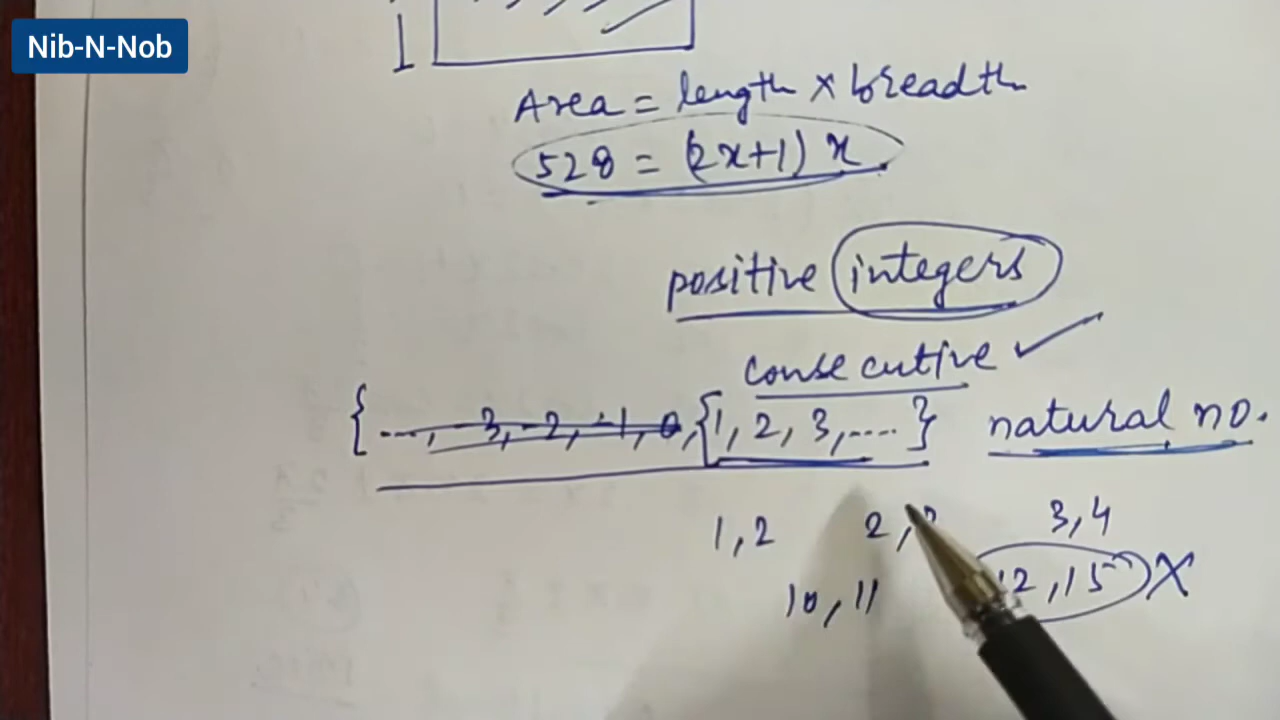 Nib-N-Nob
Area = length × breadth
528 = (2x+1) x
positive integers
consecutive ✓
{ ..., -3, -2, -1, 0, {1, 2, 3, .... } natural no.
1, 2 2, 3, 4
10, 11 12, 15 X